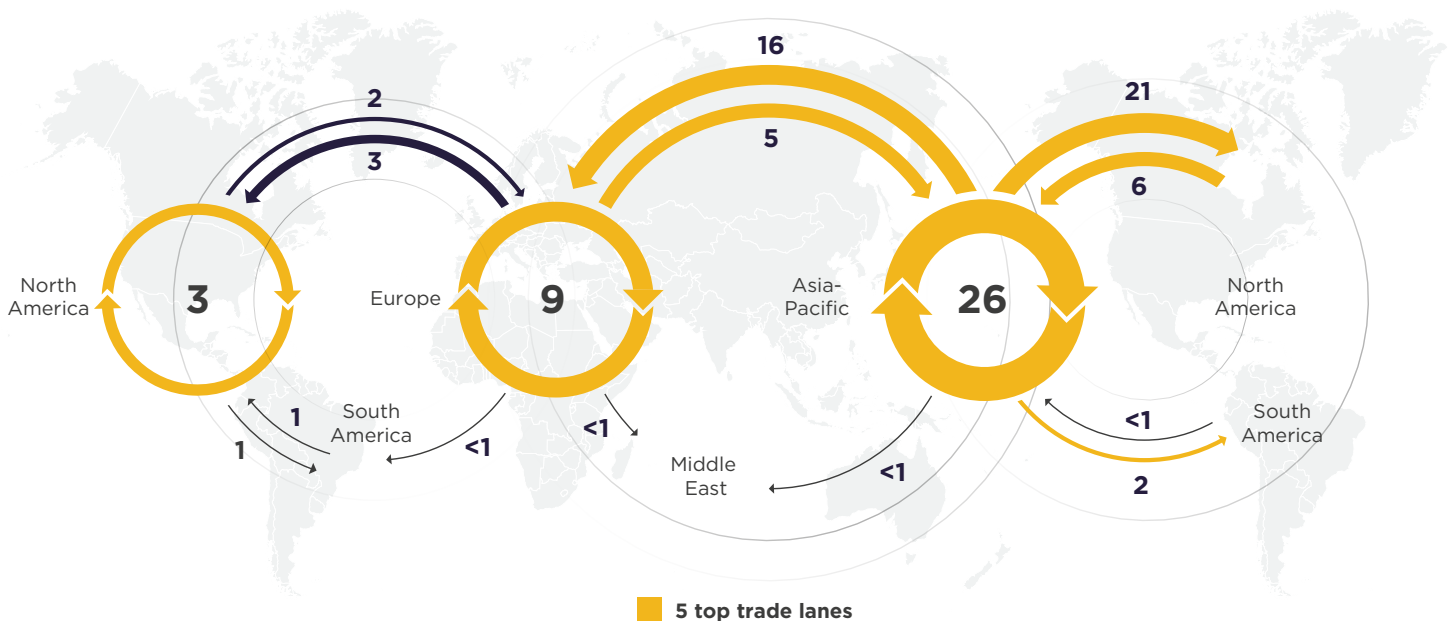 16
21
2
3
5
6
North
America
3
Europe
9
Asia-
Pacific
26
North
America
1
1
South
America
<1
<1
Middle
East
<1
<1
2
South
America
5 top trade lanes